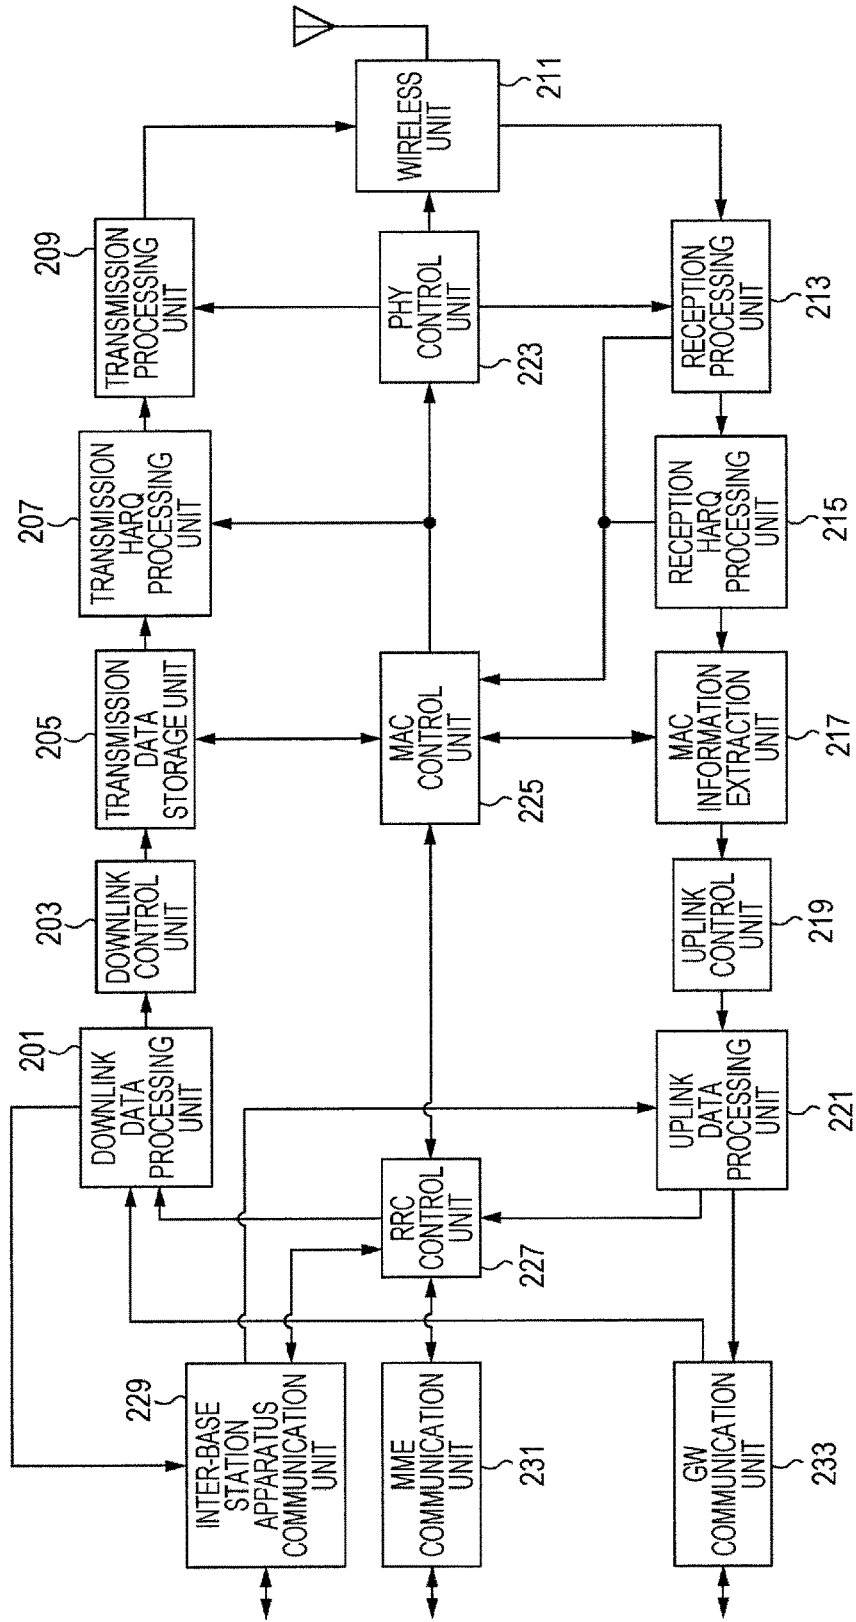 201
DOWNLINK
DATA
PROCESSING
UNIT
203
DOWNLINK
CONTROL
UNIT
205
TRANSMISSION
DATA
STORAGE UNIT
207
TRANSMISSION
HARQ
PROCESSING
UNIT
209
TRANSMISSION
PROCESSING
UNIT
229
INTER-BASE
STATION
APPARATUS
COMMUNICATION
UNIT
MME
COMMUNICATION
UNIT
231
RRC
CONTROL
UNIT
227
MAC
CONTROL
UNIT
225
PHY
CONTROL
UNIT
223
WIRELESS
UNIT
211
GW
COMMUNICATION
UNIT
233
UPLINK
DATA
PROCESSING
UNIT
221
UPLINK
CONTROL
UNIT
219
MAC
INFORMATION
EXTRACTION
UNIT
217
RECEPTION
HARQ
PROCESSING
UNIT
215
RECEPTION
PROCESSING
UNIT
213